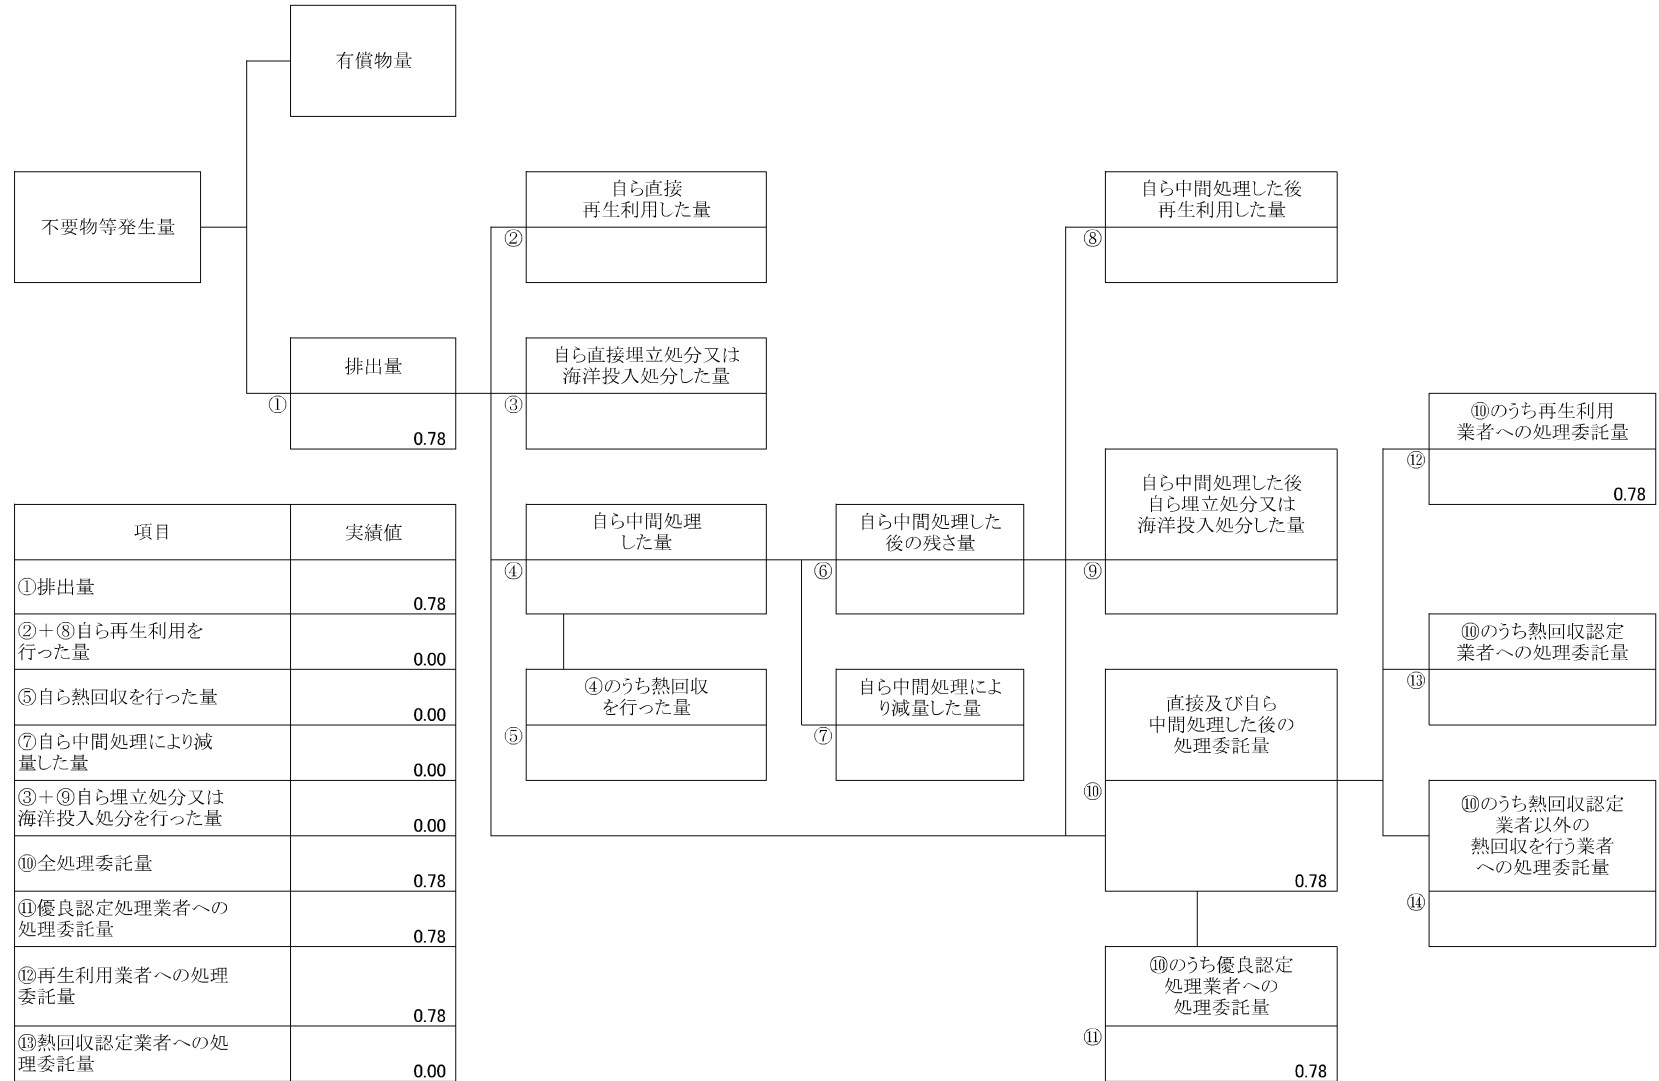 有償物量
不要物等発生量
自ら直接
再生利用した量
②
自ら中間処理した後
再生利用した量
⑧
排出量
①
0.78
自ら直接埋立処分又は
海洋投入処分した量
③
⑩のうち再生利用
業者への処理委託量
⑫
0.78
自ら中間処理
した量
④
自ら中間処理した
後の残さ量
⑥
自ら中間処理した後
自ら埋立処分又は
海洋投入処分した量
⑨
⑩のうち熱回収認定
業者への処理委託量
⑬
④のうち熱回収
を行った量
⑤
自ら中間処理によ
り減量した量
⑦
直接及び自ら
中間処理した後の
処理委託量
⑩
0.78
⑩のうち熱回収認定
業者以外の
熱回収を行う業者
への処理委託量
⑭
⑩のうち優良認定
処理業者への
処理委託量
⑪
0.78
項目 実績値
①排出量
0.78
②＋⑧自ら再生利用を
行った量
0.00
⑤自ら熱回収を行った量
0.00
⑦自ら中間処理により減
量した量
0.00
③＋⑨自ら埋立処分又は
海洋投入処分を行った量
0.00
⑩全処理委託量
0.78
⑪優良認定処理業者への
処理委託量
0.78
⑫再生利用業者への処理
委託量
0.78
⑬熱回収認定業者への処
理委託量
0.00